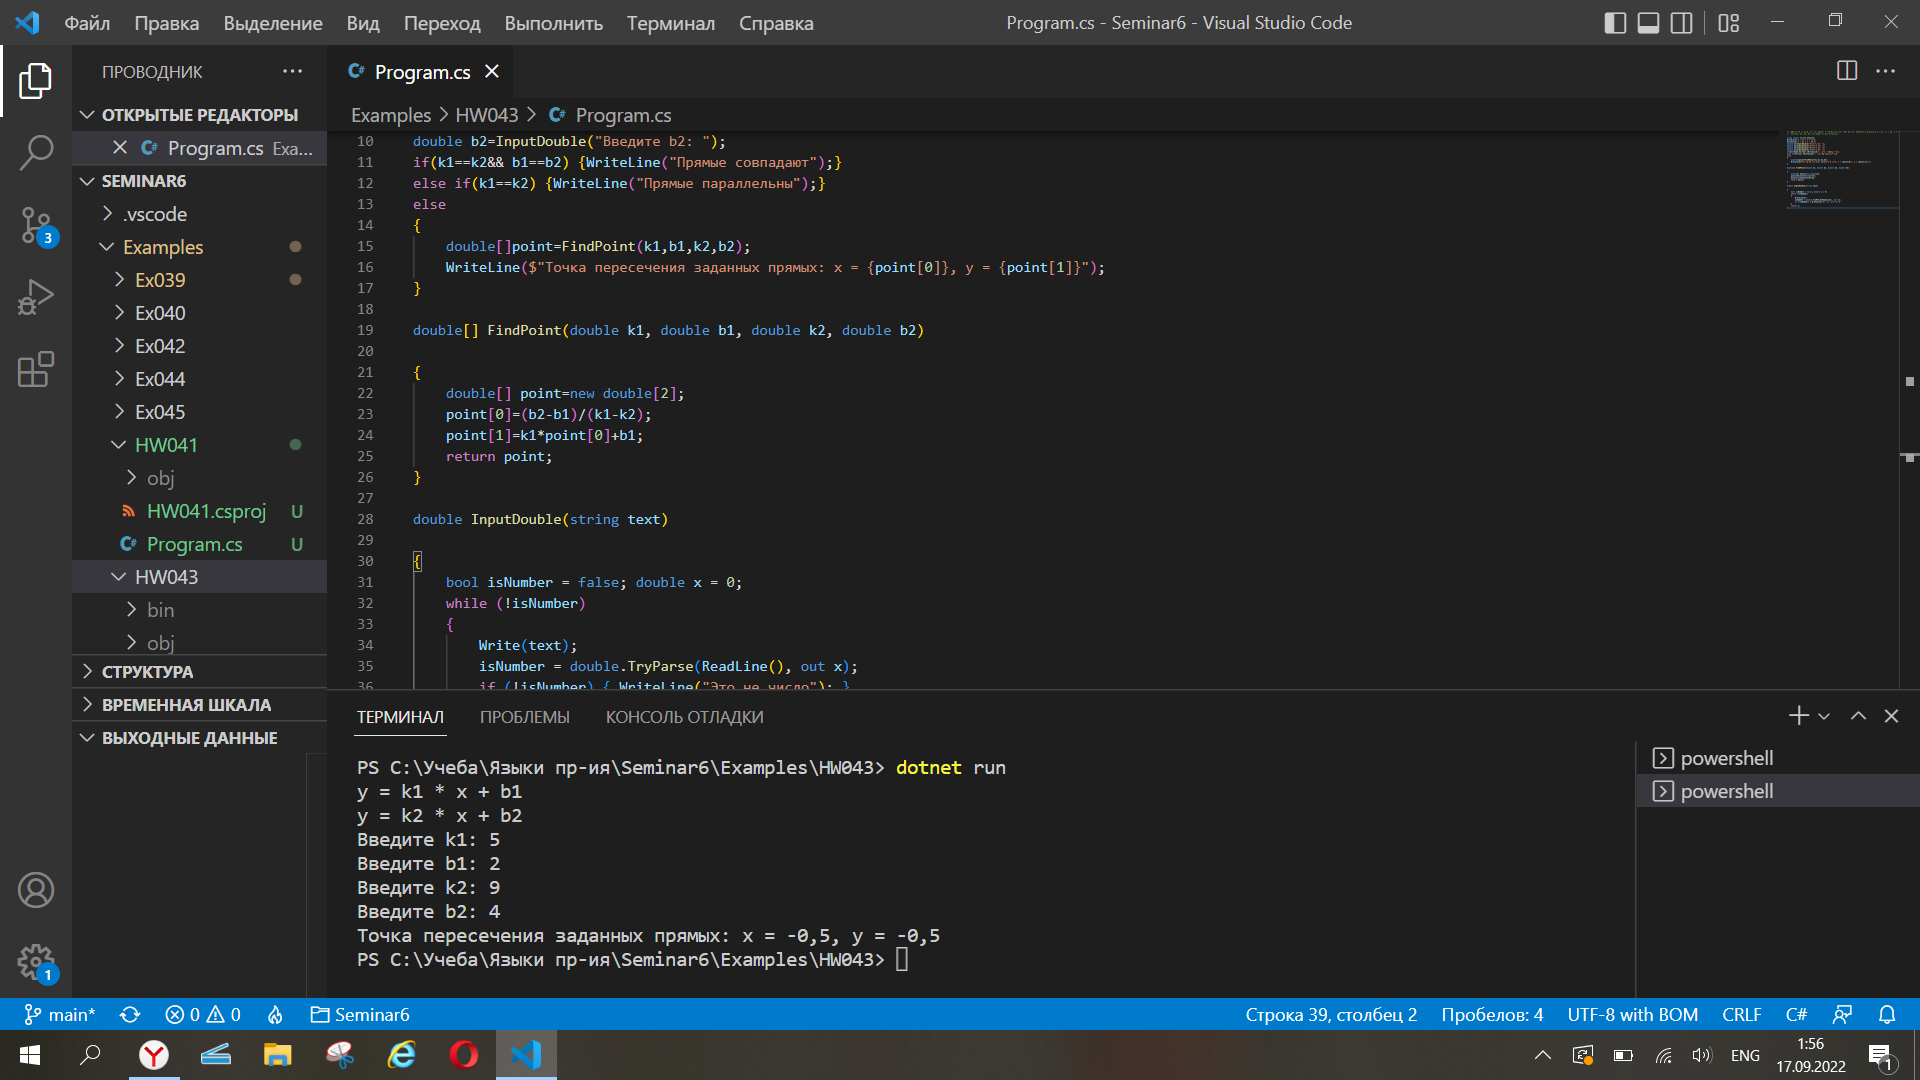 Файл Правка Выделение Вид Переход Выполнить Терминал Справка
Program.cs - Seminar6 - Visual Studio Code
ПРОВОДНИК
ОТКРЫТЫЕ РЕДАКТОРЫ
Program.cs Exa...
SEMINAR6
.vscode
Examples
Ex039
Ex040
Ex042
Ex044
Ex045
HW041
obj
HW041.csproj U
C# Program.cs U
HW043
bin
obj
СТРУКТУРА
ВРЕМЕННАЯ ШКАЛА
ВЫХОДНЫЕ ДАННЫЕ
3
1
Program.cs
Examples > HW043 > Program.cs
10 double b2=InputDouble("Введите b2: ");
11 if(k1==k2&& b1==b2) {WriteLine("Прямые совпадают");}
12 else if(k1==k2) {WriteLine("Прямые параллельны");}
13 else
14 {
15 double[]point=FindPoint(k1,b1,k2,b2);
16 WriteLine($"Точка пересечения заданных прямых: x = {point[0]}, y = {point[1]}");
17 }
18
19 double[] FindPoint(double k1, double b1, double k2, double b2)
20
21 {
22 double[] point=new double[2];
23 point[0]=(b2-b1)/(k1-k2);
24 point[1]=k1*point[0]+b1;
25 return point;
26 }
27
28 double InputDouble(string text)
29
30 {
31 bool isNumber = false; double x = 0;
32 while (!isNumber)
33 {
34 Write(text);
35 isNumber = double.TryParse(ReadLine(), out x);
36 if (!isNumber) { WriteLine("Это не число"); }
ТЕРМИНАЛ ПРОБЛЕМЫ КОНСОЛЬ ОТЛАДКИ
PS C:\Учеба\Языки пр-ия\Seminar6\Examples\HW043> dotnet run
y = k1 * x + b1
y = k2 * x + b2
Введите k1: 5
Введите b1: 2
Введите k2: 9
Введите b2: 4
Точка пересечения заданных прямых: x = -0,5, y = -0,5
PS C:\Учеба\Языки пр-ия\Seminar6\Examples\HW043>
powershell
powershell
main* 0 0 Seminar6
Строка 39, столбец 2 Пробелов: 4 UTF-8 with BOM CRLF C#
ENG
1:56
17.09.2022
1